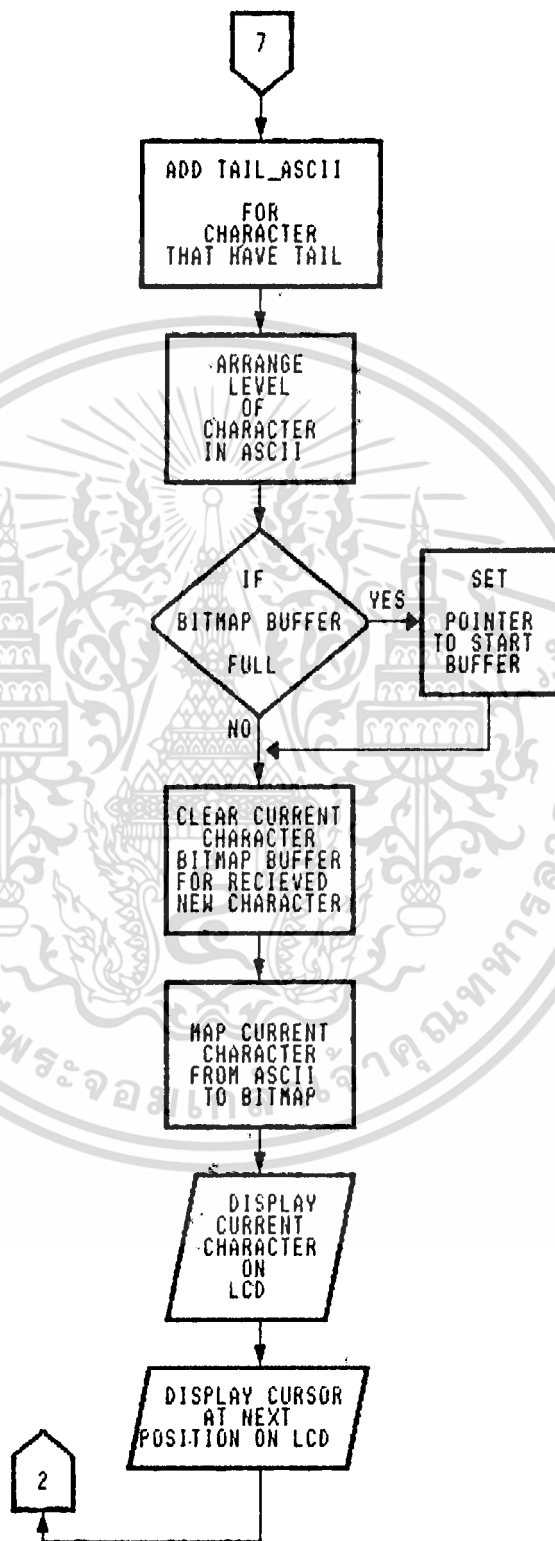 7
ADD TAIL_ASCII
FOR
CHARACTER
THAT HAVE TAIL
ARRANGE
LEVEL
OF
CHARACTER
IN ASCII
IF
BITMAP BUFFER
FULL
YES
SET
POINTER
TO START
BUFFER
NO
CLEAR CURRENT
CHARACTER
BITMAP BUFFER
FOR RECIEVED
NEW CHARACTER
MAP CURRENT
CHARACTER
FROM ASCII
TO BITMAP
DISPLAY
CURRENT
CHARACTER
ON
LCD
DISPLAY CURSOR
AT NEXT
POSITION ON LCD
2